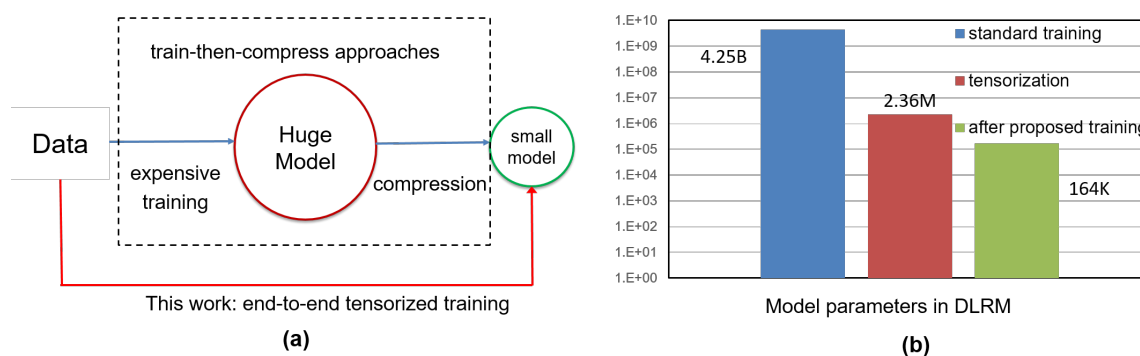 train-then-compress approaches
Data
Huge
Model
small
model
expensive
training
compression
This work: end-to-end tensorized training
(a)
1.E+10
1.E+09
1.E+08
1.E+07
1.E+06
1.E+05
1.E+04
1.E+03
1.E+02
1.E+01
1.E+00
4.25B
2.36M
164K
standard training
tensorization
after proposed training
Model parameters in DLRM
(b)